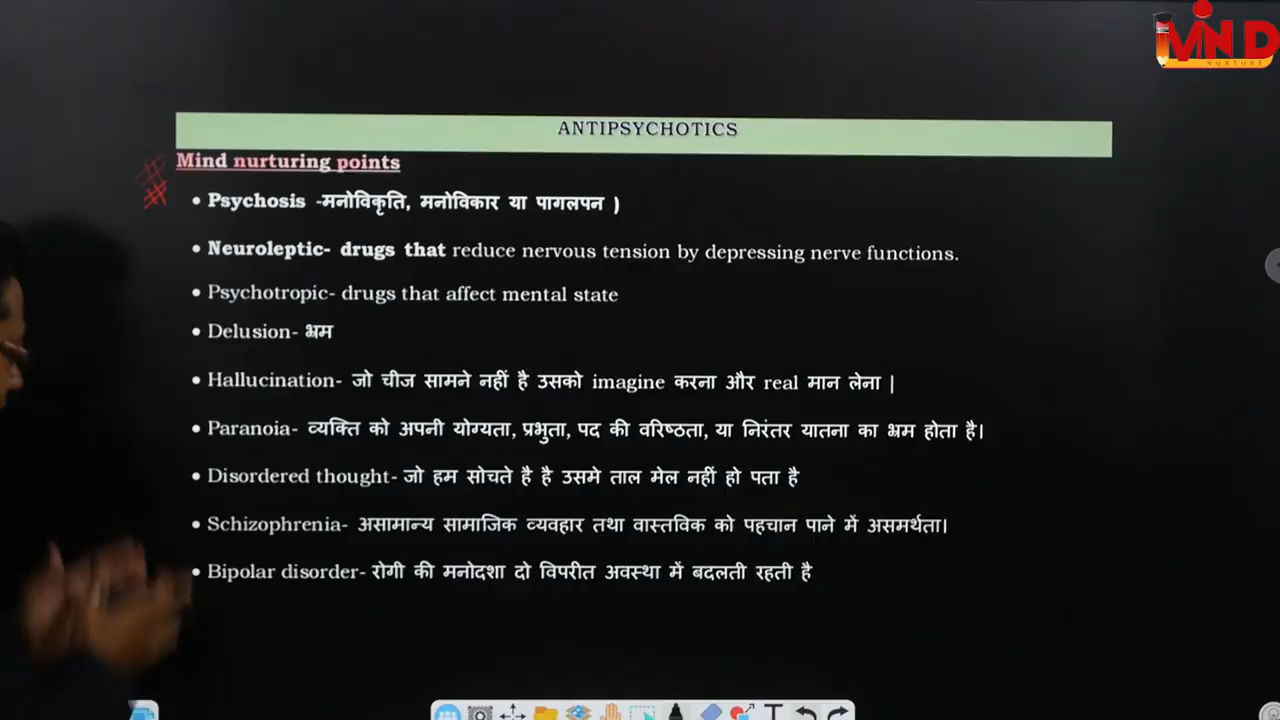 MIND
NURTURE
ANTIPSYCHOTICS
Mind nurturing points
• Psychosis -मनोविकृति, मनोविकार या पागलपन )
• Neuroleptic- drugs that reduce nervous tension by depressing nerve functions.
• Psychotropic- drugs that affect mental state
• Delusion- भ्रम
• Hallucination- जो चीज सामने नहीं है उसको imagine करना और real मान लेना |
• Paranoia- व्यक्ति को अपनी योग्यता, प्रभुता, पद की वरिष्ठता, या निरंतर यातना का भ्रम होता है।
• Disordered thought- जो हम सोचते है है उसमे ताल मेल नहीं हो पता है
• Schizophrenia- असामान्य सामाजिक व्यवहार तथा वास्तविक को पहचान पाने में असमर्थता।
• Bipolar disorder- रोगी की मनोदशा दो विपरीत अवस्था में बदलती रहती है